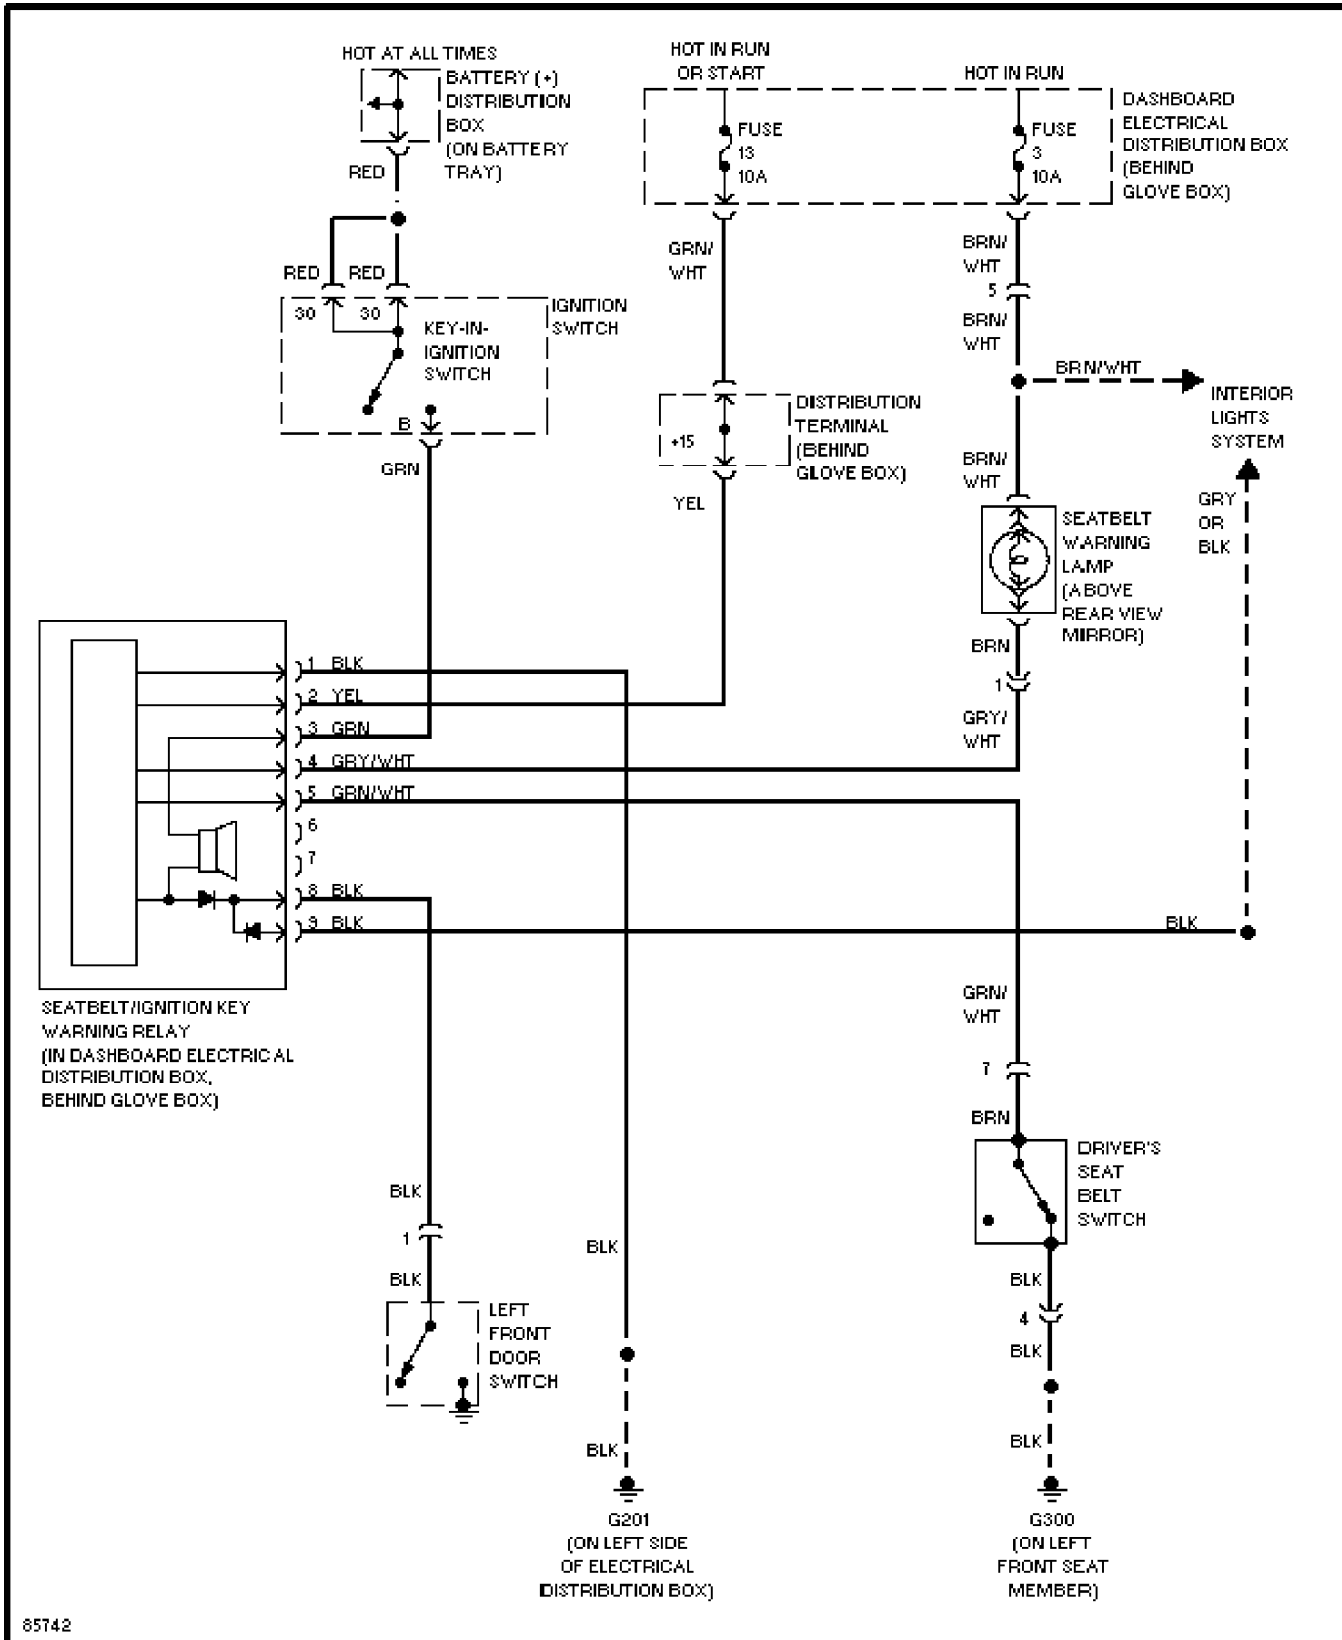 HOT AT ALL TIMES
BATTERY (+)
DISTRIBUTION
BOX
(ON BATTERY
TRAY)
RED
HOT IN RUN
OR START
HOT IN RUN
FUSE
13
10A
FUSE
3
10A
DASHBOARD
ELECTRICAL
DISTRIBUTION BOX
(BEHIND
GLOVE BOX)
RED
RED
30
30
KEY-IN-
IGNITION
SWITCH
IGNITION
SWITCH
B
GRN
GRN/
WHT
BRN/
WHT
5
BRN/
WHT
BRN/WHT
INTERIOR
LIGHTS
SYSTEM
+15
DISTRIBUTION
TERMINAL
(BEHIND
GLOVE BOX)
YEL
BRN/
WHT
GRY
OR
BLK
SEATBELT
WARNING
LAMP
(ABOVE
REAR VIEW
MIRROR)
BRN
1
GRY/
WHT
1 BLK
2 YEL
3 GRN
4 GRY/WHT
5 GRN/WHT
6
7
8 BLK
9 BLK
BLK
SEATBELT/IGNITION KEY
WARNING RELAY
(IN DASHBOARD ELECTRICAL
DISTRIBUTION BOX,
BEHIND GLOVE BOX)
GRN/
WHT
7
BRN
DRIVER'S
SEAT
BELT
SWITCH
BLK
1
BLK
LEFT
FRONT
DOOR
SWITCH
BLK
BLK
G201
(ON LEFT SIDE
OF ELECTRICAL
DISTRIBUTION BOX)
BLK
4
BLK
BLK
G300
(ON LEFT
FRONT SEAT
MEMBER)
85742